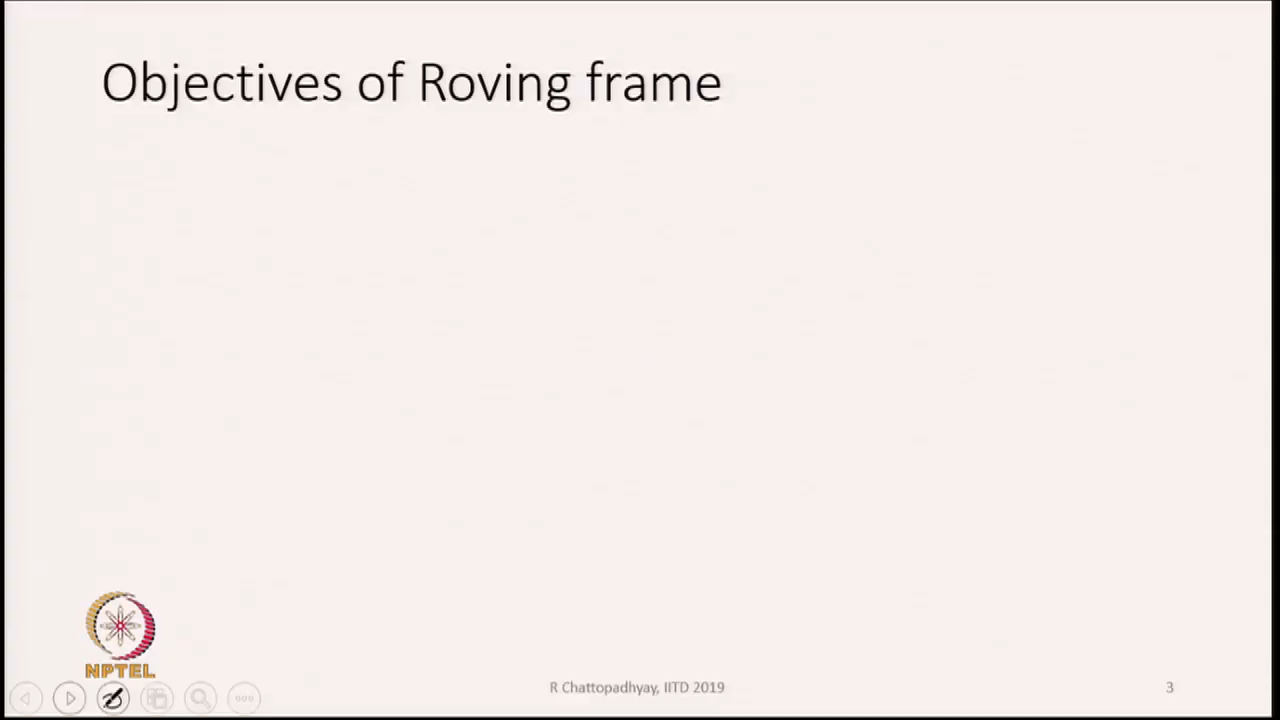 Objectives of Roving frame
NPTEL
R Chattopadhyay, IITD 2019
3